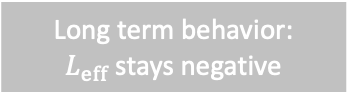 Long term behavior:
L_eff stays negative